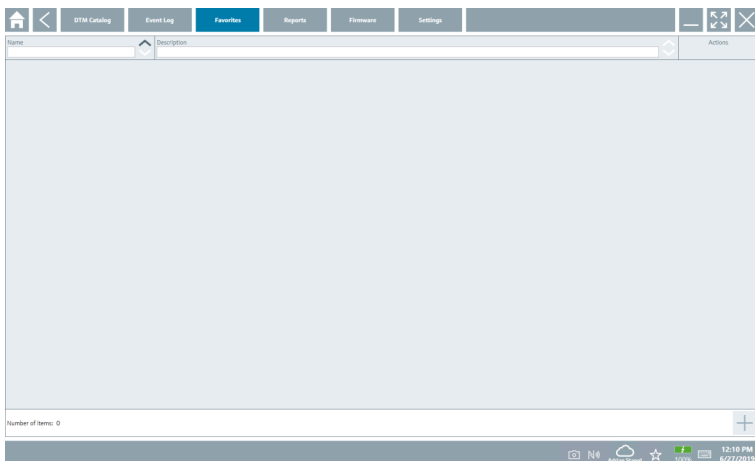 DTM Catalog
Event Log
Favorites
Reports
Firmware
Settings
Name
Description
Actions
Number of items: 0
100%
12:10 PM
6/27/2019